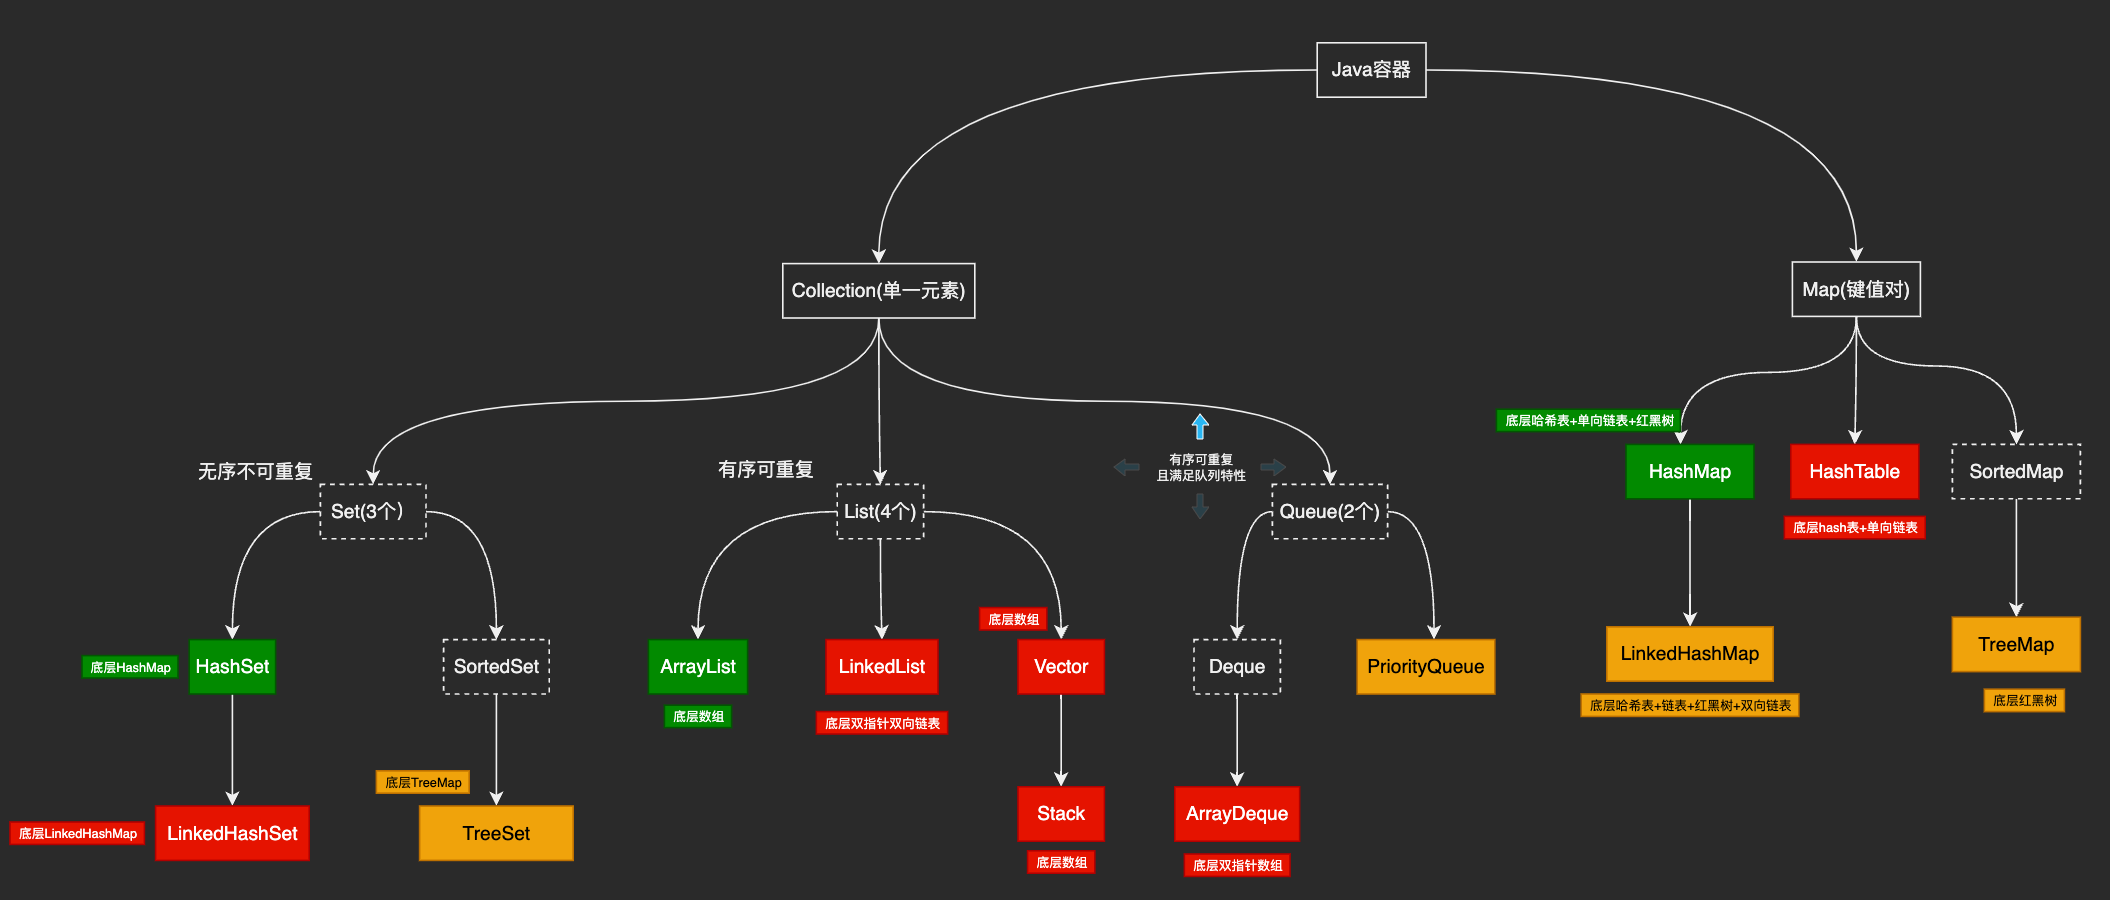 Java容器
Collection(单一元素)
Map(键值对)
无序不可重复
Set(3个）
有序可重复
List(4个)
有序可重复
且满足队列特性
Queue(2个)
底层哈希表+单向链表+红黑树
HashMap
HashTable
底层hash表+单向链表
SortedMap
底层HashMap
HashSet
SortedSet
ArrayList
底层数组
LinkedList
底层双指针双向链表
底层数组
Vector
Deque
PriorityQueue
LinkedHashMap
底层哈希表+链表+红黑树+双向链表
TreeMap
底层红黑树
底层LinkedHashMap
LinkedHashSet
底层TreeMap
TreeSet
Stack
底层数组
ArrayDeque
底层双指针数组